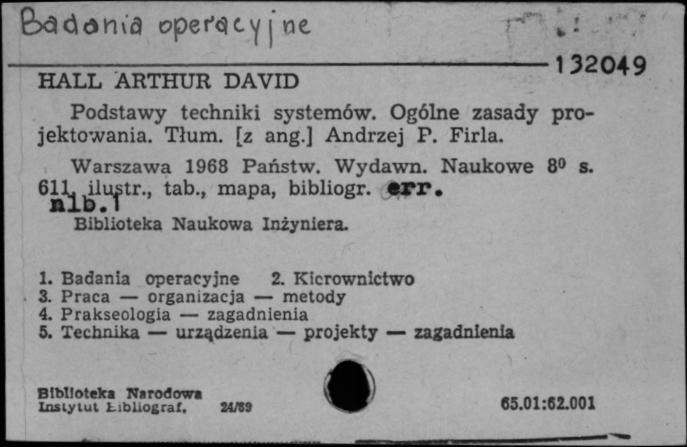 Badania operacyjne
132049
HALL ARTHUR DAVID
Podstawy techniki systemów. Ogólne zasady pro-
jektowania. Tłum. [z ang.] Andrzej P. Firla.
Warszawa 1968 Państw. Wydawn. Naukowe 8⁰ s.
611, ilustr., tab., mapa, bibliogr. err.
nlb.1
Biblioteka Naukowa Inżyniera.
1. Badania operacyjne 2. Kierownictwo
3. Praca — organizacja — metody
4. Prakseologia — zagadnienia
5. Technika — urządzenia — projekty — zagadnienia
Biblioteka Narodowa
Instytut Bibliograf. 24/69 65.01:62.001